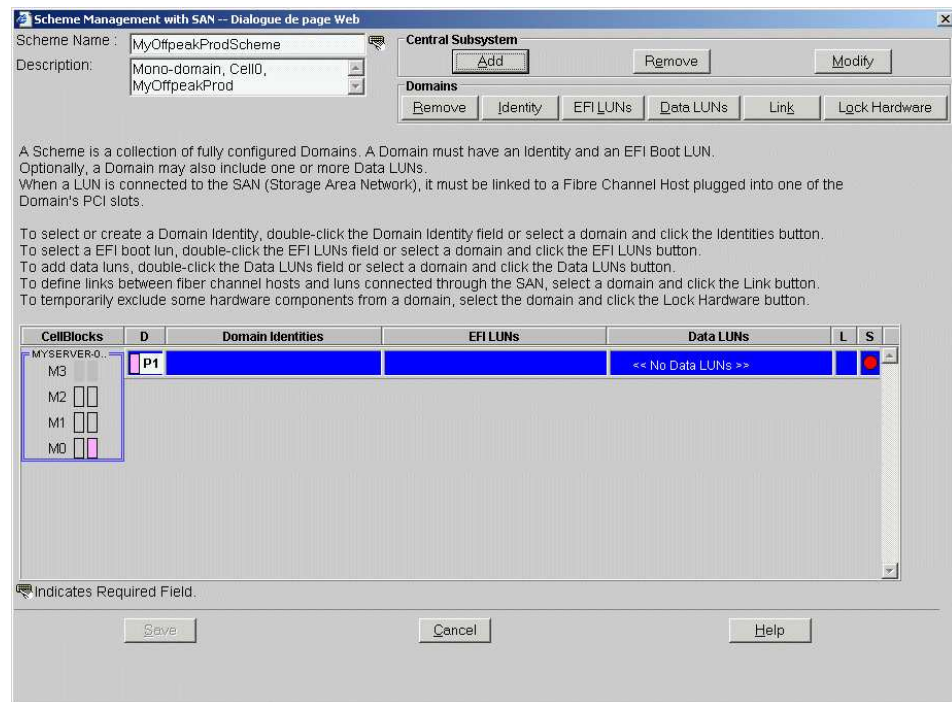 Scheme Management with SAN -- Dialogue de page Web
Scheme Name :
MyOffpeakProdScheme
Description:
Mono-domain, Cell0,
MyOffpeakProd
Central Subsystem
Add
Remove
Modify
Domains
Remove
Identity
EFI LUNs
Data LUNs
Link
Lock Hardware
A Scheme is a collection of fully configured Domains. A Domain must have an Identity and an EFI Boot LUN.
Optionally, a Domain may also include one or more Data LUNs.
When a LUN is connected to the SAN (Storage Area Network), it must be linked to a Fibre Channel Host plugged into one of the
Domain's PCI slots.
To select or create a Domain Identity, double-click the Domain Identity field or select a domain and click the Identities button.
To select a EFI boot lun, double-click the EFI LUNs field or select a domain and click the EFI LUNs button.
To add data luns, double-click the Data LUNs field or select a domain and click the Data LUNs button.
To define links between fiber channel hosts and luns connected through the SAN, select a domain and click the Link button.
To temporarily exclude some hardware components from a domain, select the domain and click the Lock Hardware button.
CellBlocks D Domain Identities EFI LUNs Data LUNs L S
MYSERVER-0..
P1 << No Data LUNs >>
M3
M2
M1
M0
Indicates Required Field.
Save
Cancel
Help